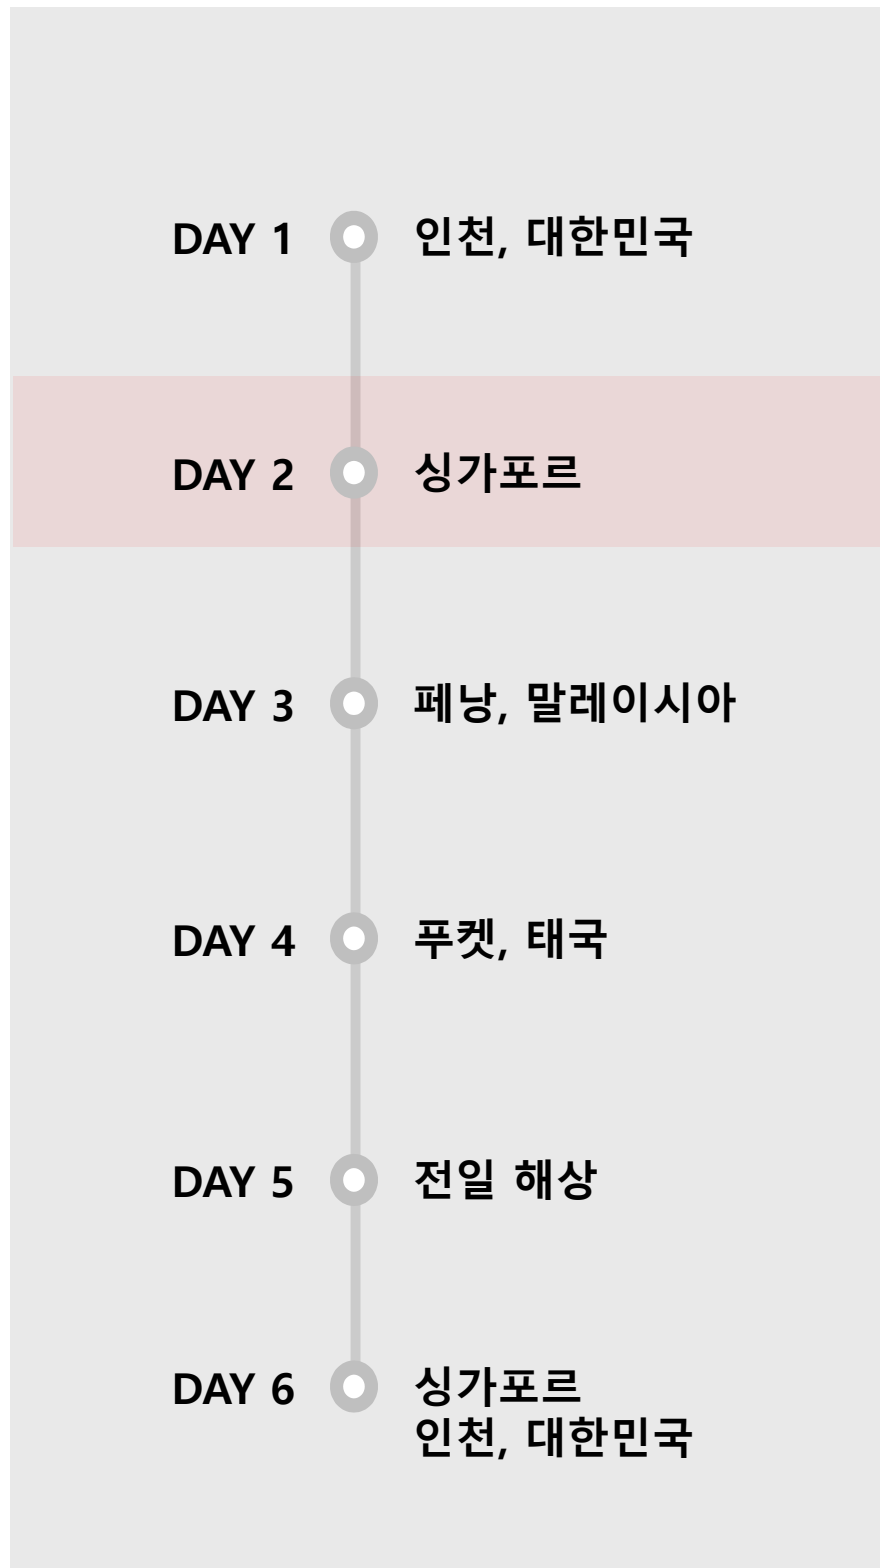 DAY 1 인천, 대한민국
DAY 2 싱가포르
DAY 3 페낭, 말레이시아
DAY 4 푸켓, 태국
DAY 5 전일 해상
DAY 6 싱가포르
인천, 대한민국